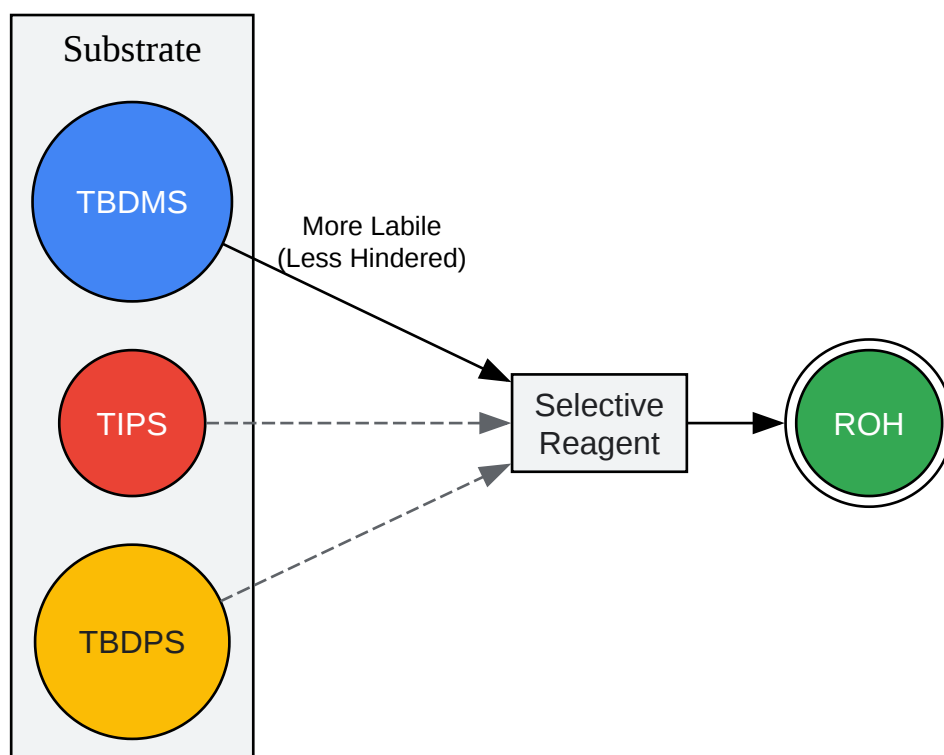 Substrate
TBDMS
More Labile
(Less Hindered)
TIPS
Selective
Reagent
ROH
TBDPS